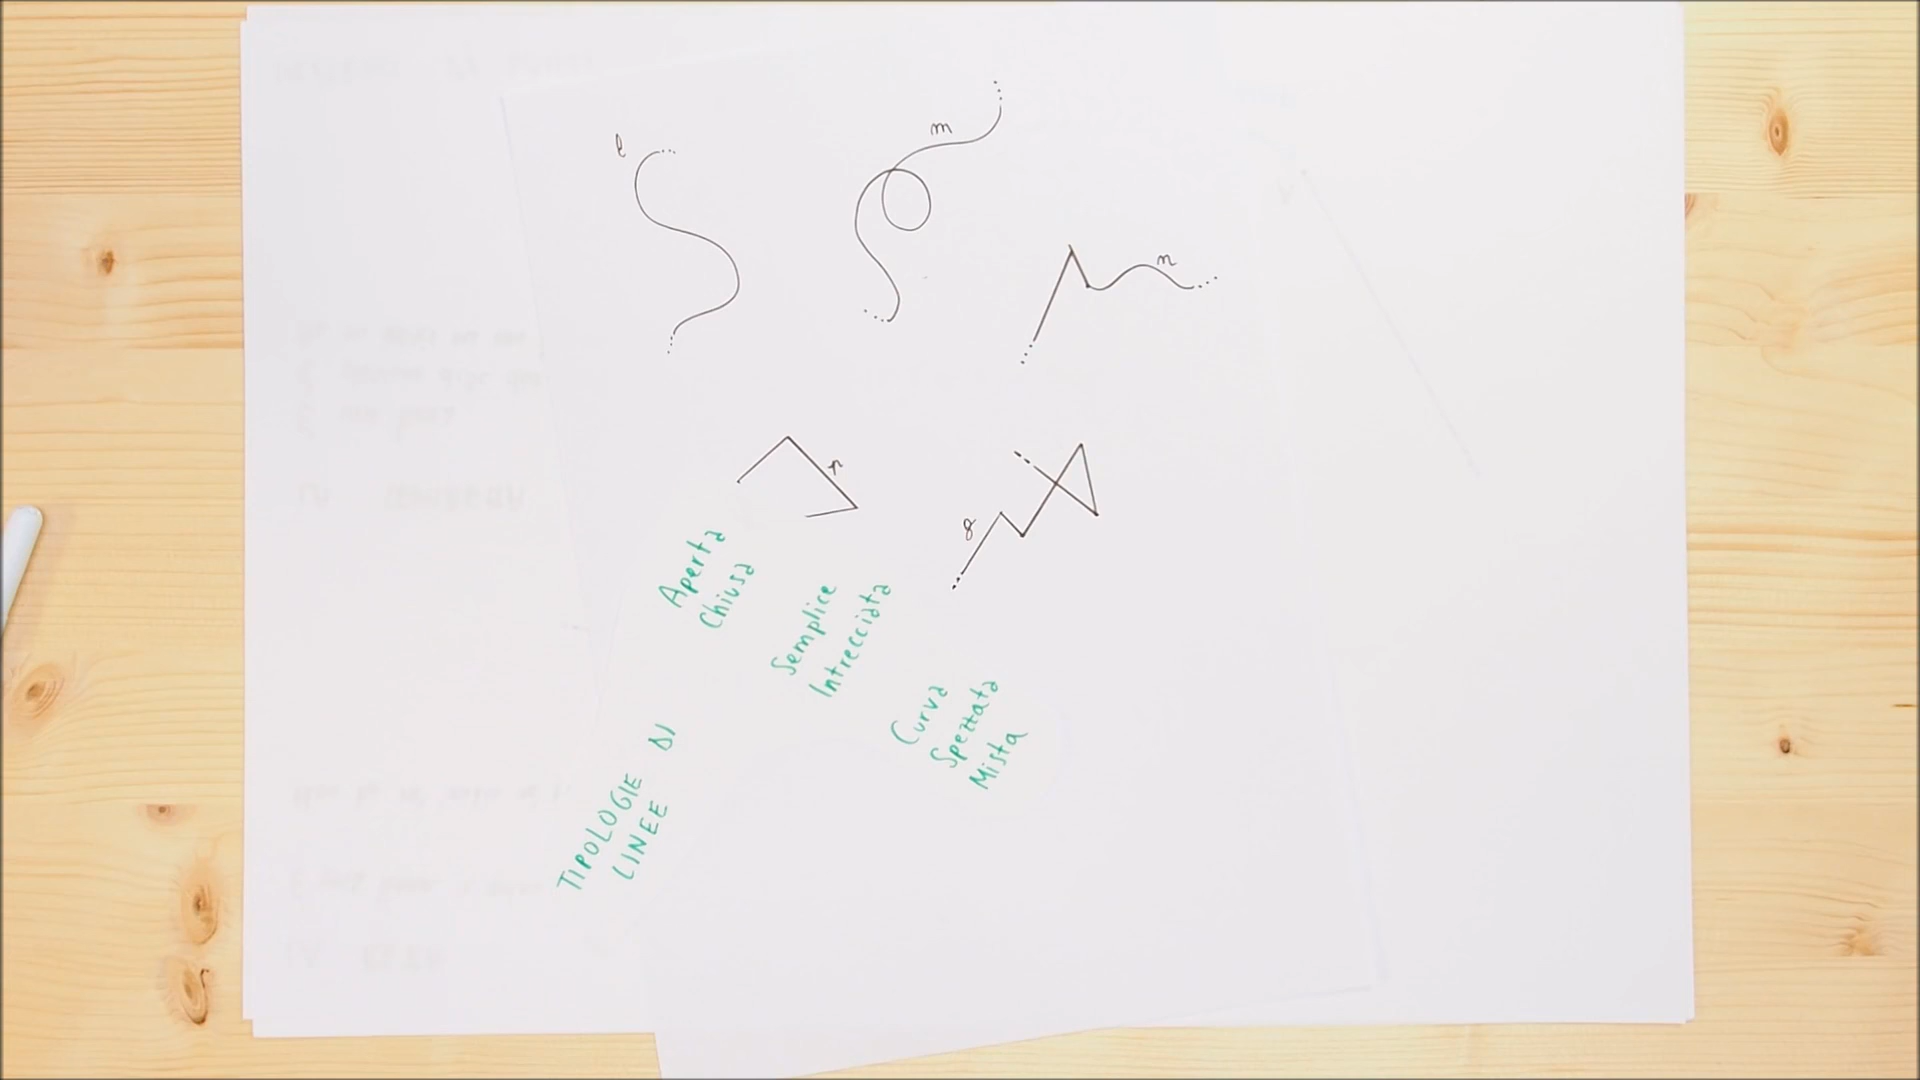 l
m
n
r
Aperta
Chiusa
Semplice
Intrecciata
Curva
Spezzata
Mista
TIPOLOGIE DI
LINEE